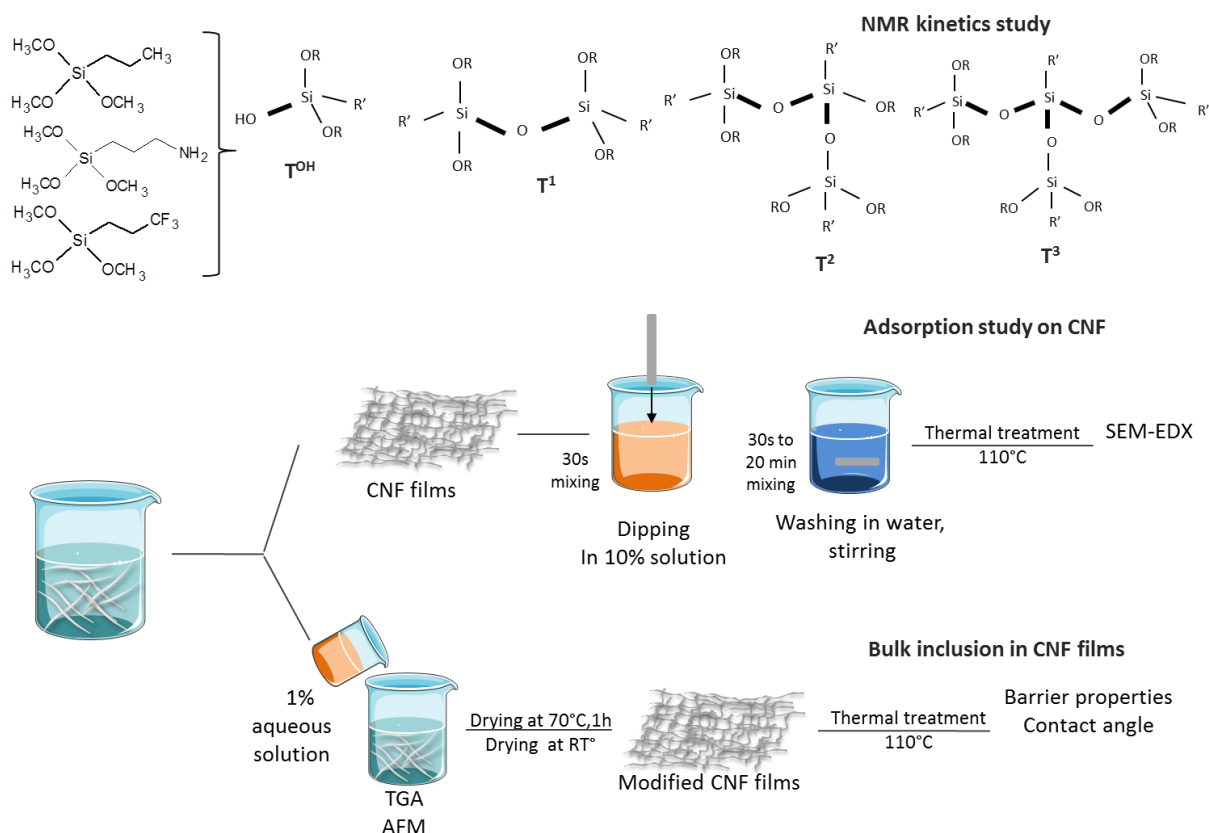 NMR kinetics study
H₃CO
CH₃
Si
H₃CO
OCH₃
H₃CO
NH₂
Si
H₃CO
OCH₃
H₃CO
CF₃
Si
H₃CO
OCH₃
OR
Si
HO
R'
OR
Tᴼᴴ
OR
OR
Si
Si
R'
O
R'
OR
OR
T¹
OR
R'
Si
Si
R'
O
OR
OR
O
Si
RO
OR
R'
T²
OR
R'
OR
Si
Si
Si
R'
O
O
R'
OR
OR
O
Si
RO
OR
R'
T³
Adsorption study on CNF
CNF films
30s
mixing
Dipping
In 10% solution
30s to
20 min
mixing
Washing in water,
stirring
Thermal treatment
110°C
SEM-EDX
Bulk inclusion in CNF films
1%
aqueous
solution
TGA
AFM
Drying at 70°C,1h
Drying at RT°
Modified CNF films
Thermal treatment
110°C
Barrier properties
Contact angle